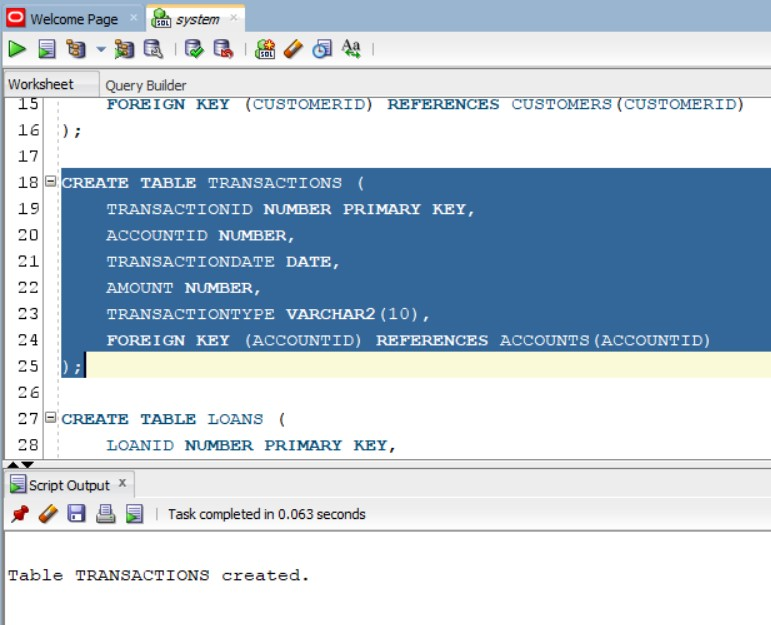 Welcome Page × system ×
Worksheet Query Builder
15 FOREIGN KEY (CUSTOMERID) REFERENCES CUSTOMERS(CUSTOMERID)
16 );
17
18 CREATE TABLE TRANSACTIONS (
19 TRANSACTIONID NUMBER PRIMARY KEY,
20 ACCOUNTID NUMBER,
21 TRANSACTIONDATE DATE,
22 AMOUNT NUMBER,
23 TRANSACTIONTYPE VARCHAR2(10),
24 FOREIGN KEY (ACCOUNTID) REFERENCES ACCOUNTS(ACCOUNTID)
25 );
26
27 CREATE TABLE LOANS (
28 LOANID NUMBER PRIMARY KEY,
Script Output ×
Task completed in 0.063 seconds
Table TRANSACTIONS created.